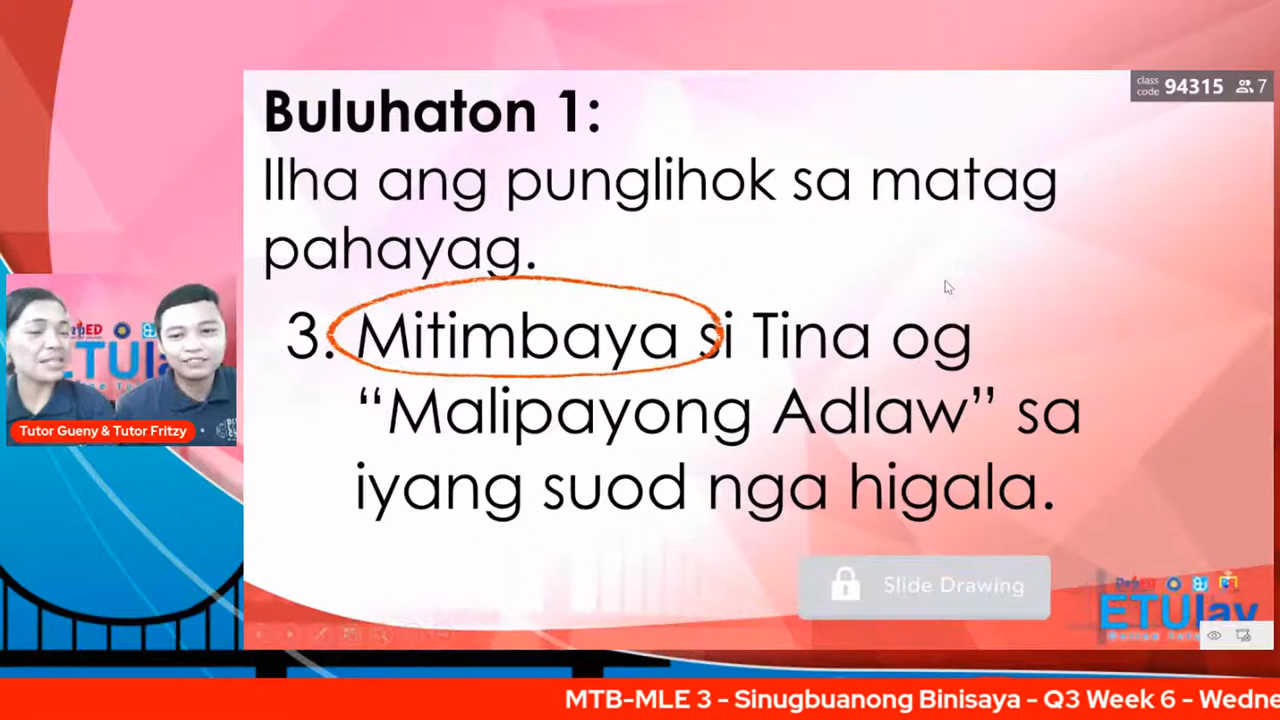 Buluhaton 1:
class code 94315 7
Ilha ang punglihok sa matag
pahayag.
3. Mitimbaya si Tina og
“Malipayong Adlaw” sa
iyang suod nga higala.
Tutor Gueny & Tutor Fritzy
Slide Drawing
DepED
ETUlay
MTB-MLE 3 - Sinugbuanong Binisaya - Q3 Week 6 - Wedne